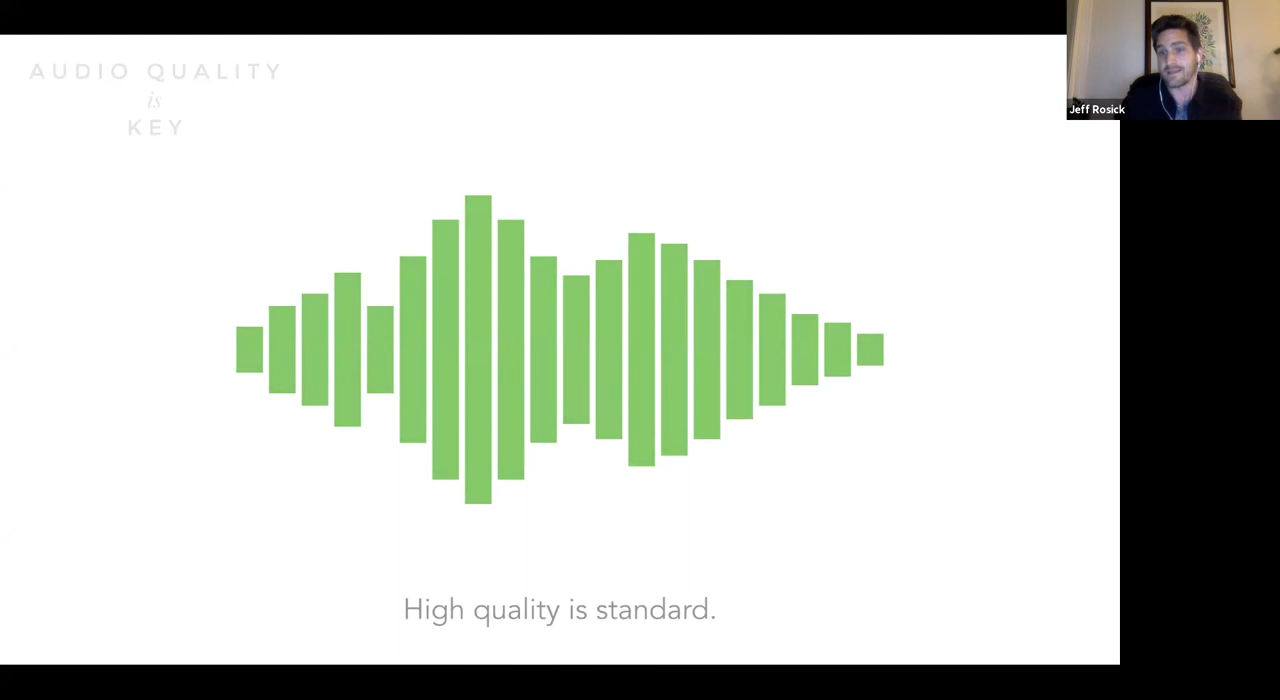 AUDIO QUALITY
is
KEY
Jeff Rosick
High quality is standard.